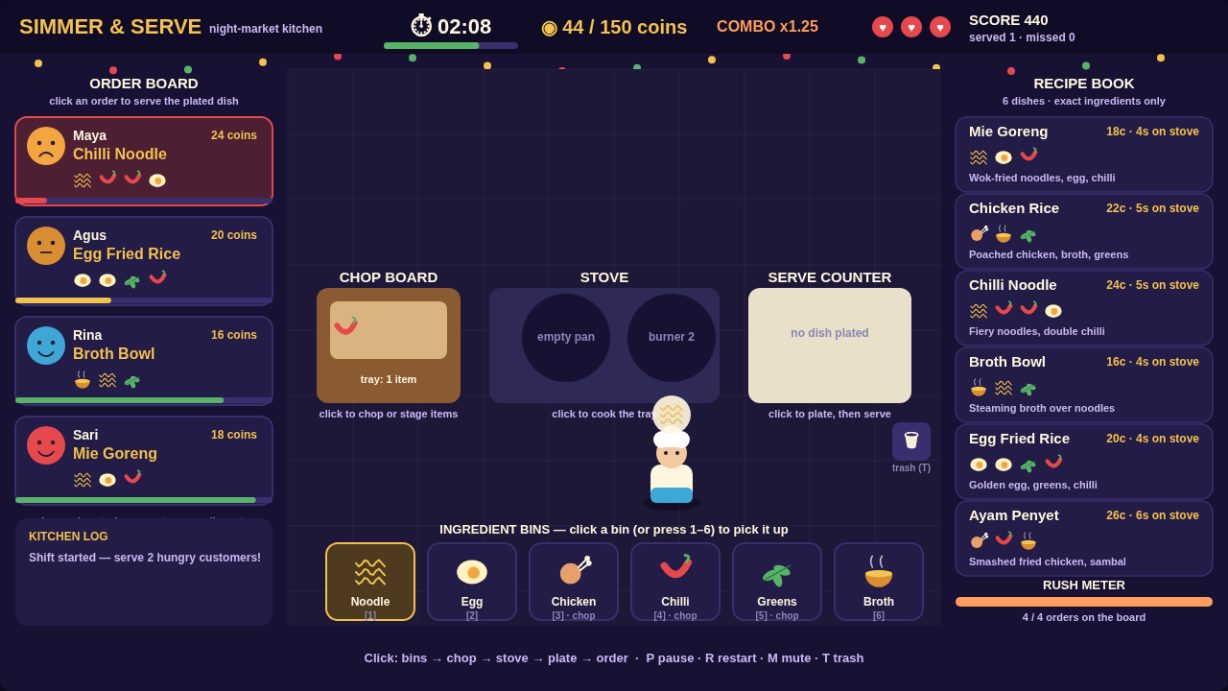 SIMMER & SERVE night-market kitchen
02:08
44 / 150 coins
COMBO x1.25
SCORE 440
served 1 · missed 0
ORDER BOARD
click an order to serve the plated dish
Maya 24 coins
Chilli Noodle
Agus 20 coins
Egg Fried Rice
Rina 16 coins
Broth Bowl
Sari 18 coins
Mie Goreng
KITCHEN LOG
Shift started — serve 2 hungry customers!
CHOP BOARD
tray: 1 item
click to chop or stage items
STOVE
empty pan
burner 2
click to cook the tray
SERVE COUNTER
no dish plated
click to plate, then serve
trash (T)
INGREDIENT BINS — click a bin (or press 1–6) to pick it up
Noodle
[1]
Egg
[2]
Chicken
[3] · chop
Chilli
[4] · chop
Greens
[5] · chop
Broth
[6]
RECIPE BOOK
6 dishes · exact ingredients only
Mie Goreng 18c · 4s on stove
Wok-fried noodles, egg, chilli
Chicken Rice 22c · 5s on stove
Poached chicken, broth, greens
Chilli Noodle 24c · 5s on stove
Fiery noodles, double chilli
Broth Bowl 16c · 4s on stove
Steaming broth over noodles
Egg Fried Rice 20c · 4s on stove
Golden egg, greens, chilli
Ayam Penyet 26c · 6s on stove
Smashed fried chicken, sambal
RUSH METER
4 / 4 orders on the board
Click: bins → chop → stove → plate → order · P pause · R restart · M mute · T trash